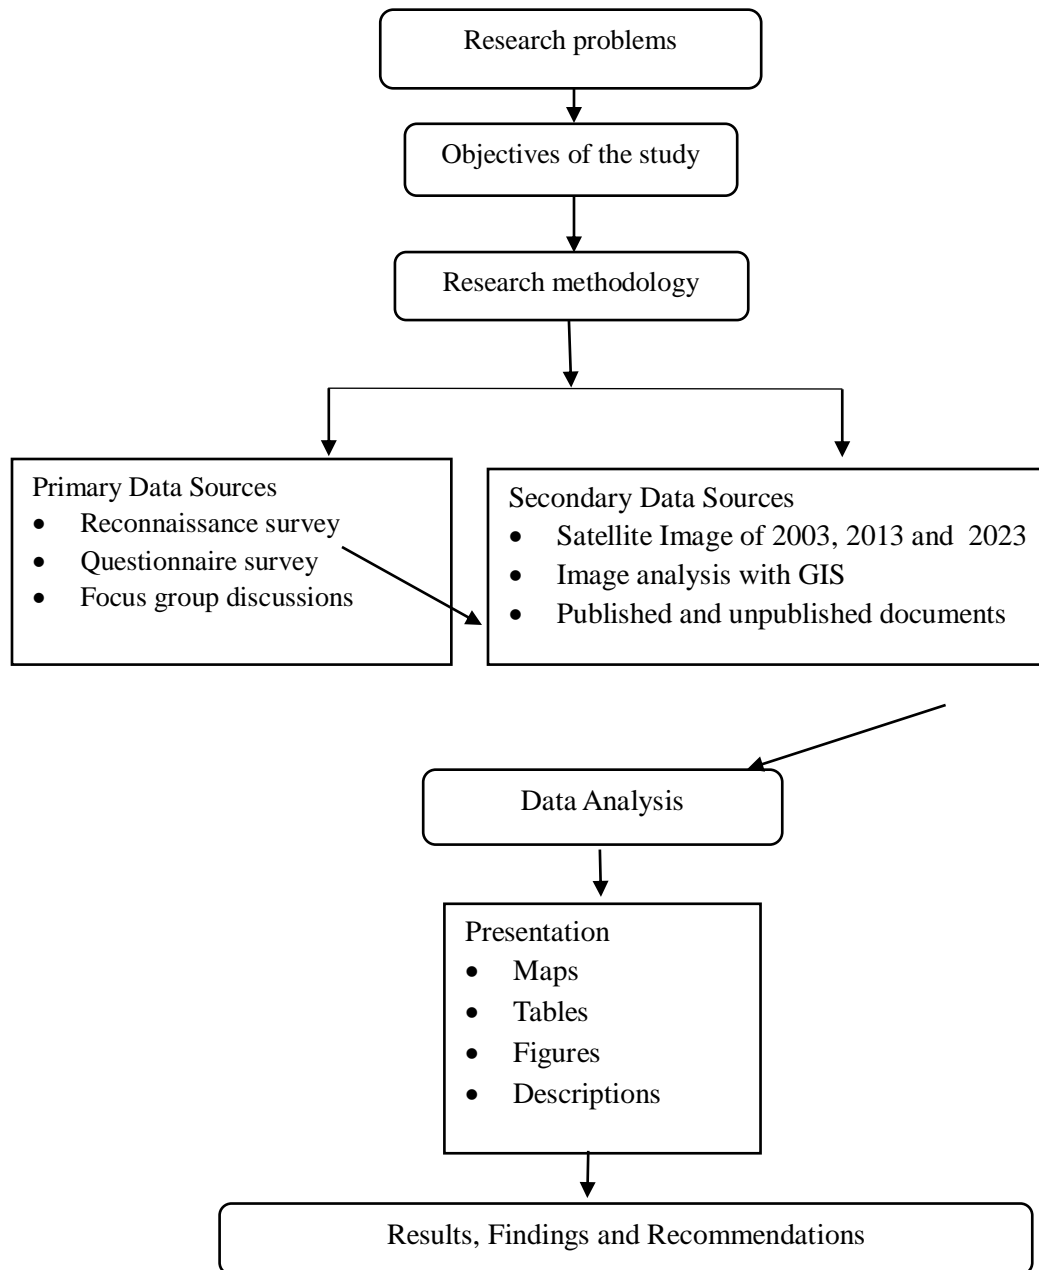 Research problems
Objectives of the study
Research methodology
Primary Data Sources
• Reconnaissance survey
• Questionnaire survey
• Focus group discussions
Secondary Data Sources
• Satellite Image of 2003, 2013 and 2023
• Image analysis with GIS
• Published and unpublished documents
Data Analysis
Presentation
• Maps
• Tables
• Figures
• Descriptions
Results, Findings and Recommendations